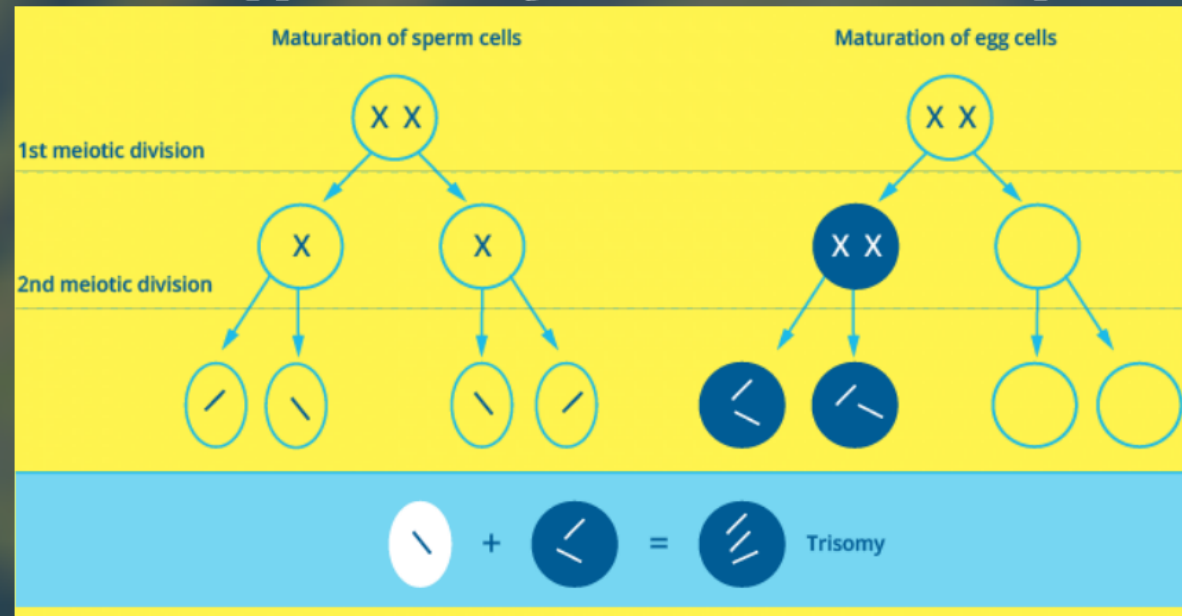 Maturation of sperm cells
Maturation of egg cells
X X
X X
1st meiotic division
X
X
X X
2nd meiotic division
+
=
Trisomy